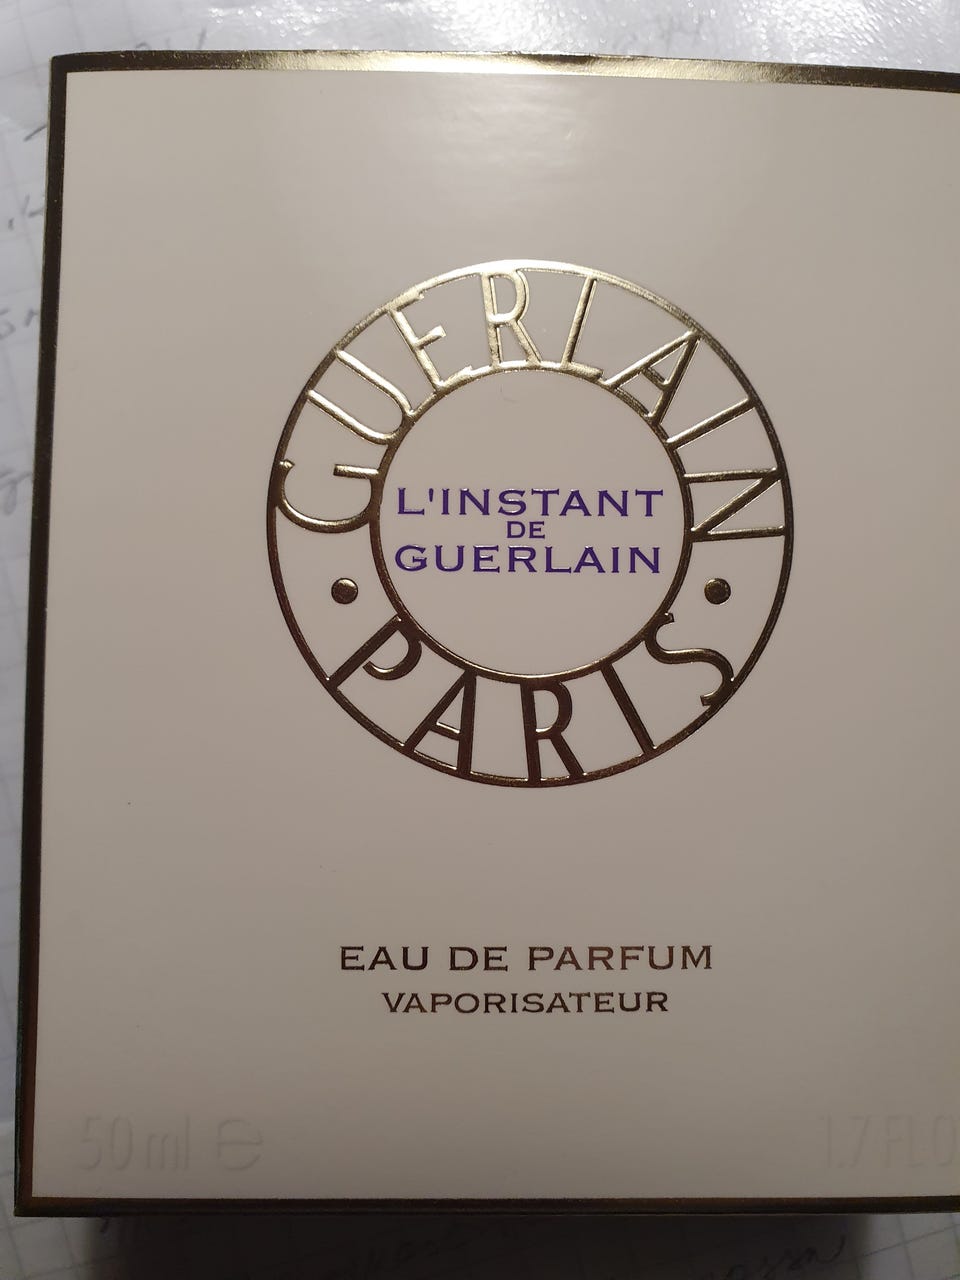 GUERLAIN
L'INSTANT
DE
GUERLAIN
• PARIS •
EAU DE PARFUM
VAPORISATEUR
50 ml ℮
1.7 FL